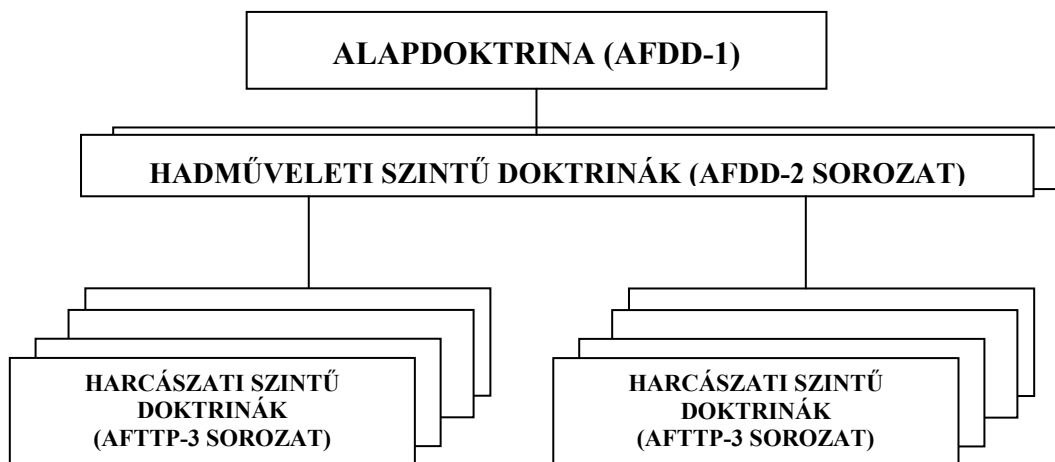 ALAPDOKTRINA (AFDD-1)
HADMŰVELETI SZINTŰ DOKTRINÁK (AFDD-2 SOROZAT)
HARCÁSZATI SZINTŰ
DOKTRINÁK
(AFTTP-3 SOROZAT)
HARCÁSZATI SZINTŰ
DOKTRINÁK
(AFTTP-3 SOROZAT)